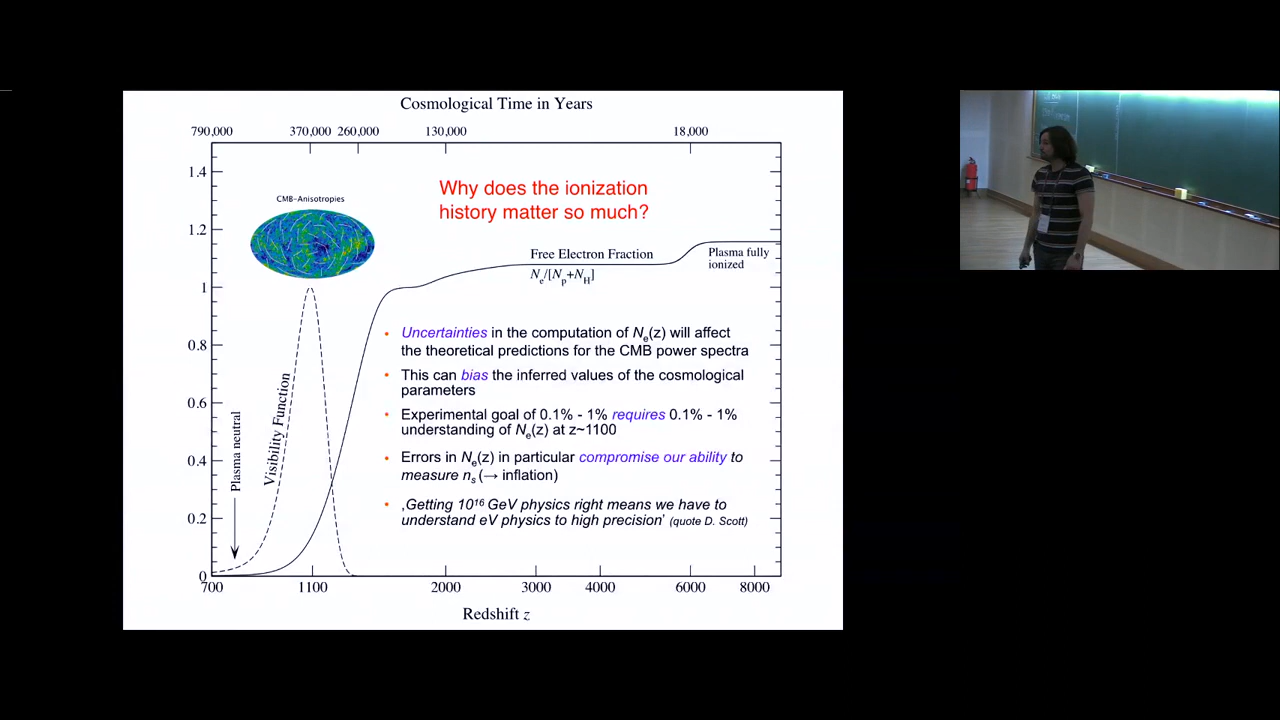 Cosmological Time in Years
790,000 370,000 260,000 130,000 18,000
1.4
1.2
1
0.8
0.6
0.4
0.2
0
CMB-Anisotropies
Why does the ionization
history matter so much?
Free Electron Fraction
Ne/[Np+NH]
Plasma fully
ionized
Visibility Function
Plasma neutral
• Uncertainties in the computation of Ne(z) will affect
the theoretical predictions for the CMB power spectra
• This can bias the inferred values of the cosmological
parameters
• Experimental goal of 0.1% - 1% requires 0.1% - 1%
understanding of Ne(z) at z~1100
• Errors in Ne(z) in particular compromise our ability to
measure ns (→ inflation)
• ‚Getting 10¹⁶ GeV physics right means we have to
understand eV physics to high precision’ (quote D. Scott)
700 1100 2000 3000 4000 6000 8000
Redshift z